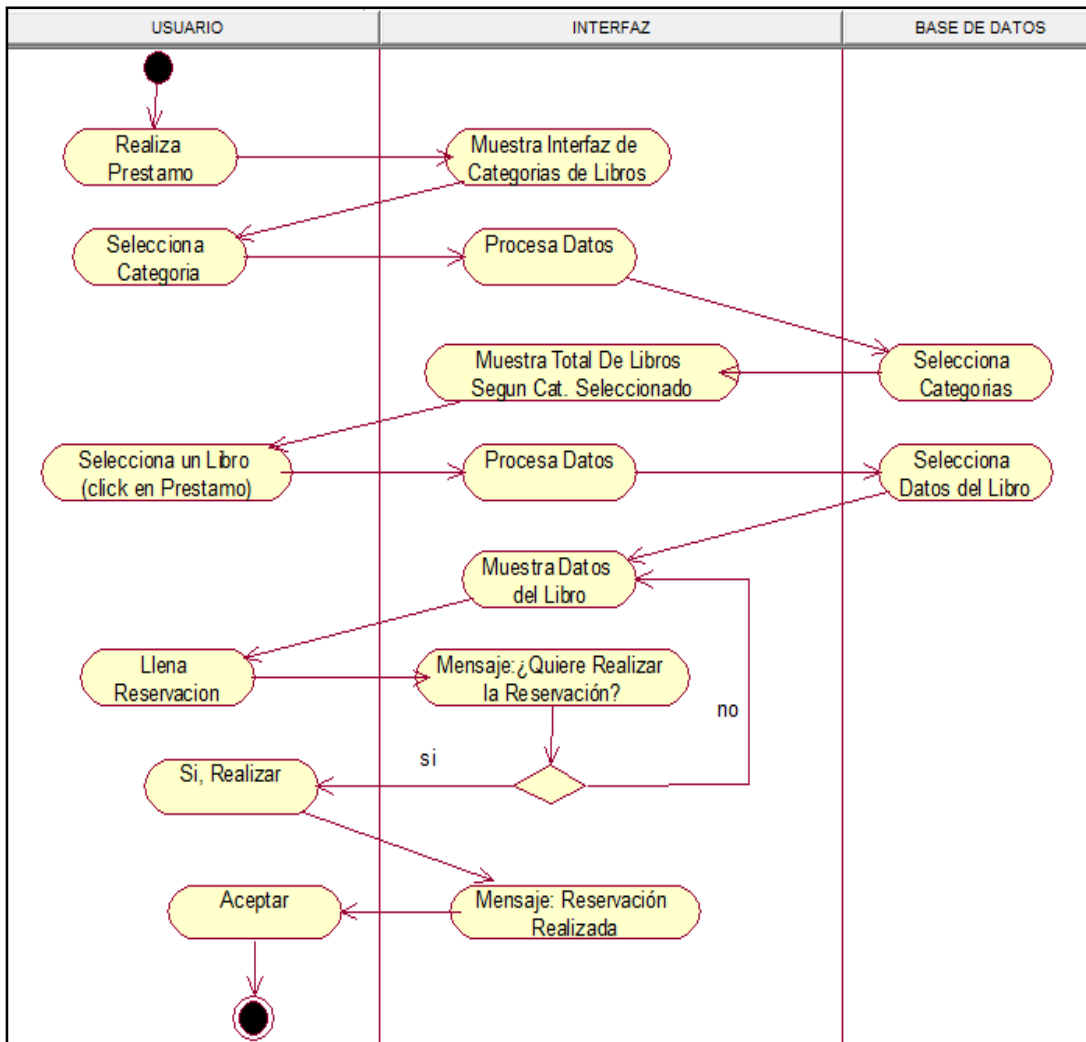 USUARIO
INTERFAZ
BASE DE DATOS
Realiza
Prestamo
Muestra Interfaz de
Categorias de Libros
Selecciona
Categoria
Procesa Datos
Muestra Total De Libros
Segun Cat. Seleccionado
Selecciona
Categorias
Selecciona un Libro
(click en Prestamo)
Procesa Datos
Selecciona
Datos del Libro
Muestra Datos
del Libro
Llena
Reservacion
Mensaje:¿Quiere Realizar
la Reservación?
no
si
Si, Realizar
Aceptar
Mensaje: Reservación
Realizada